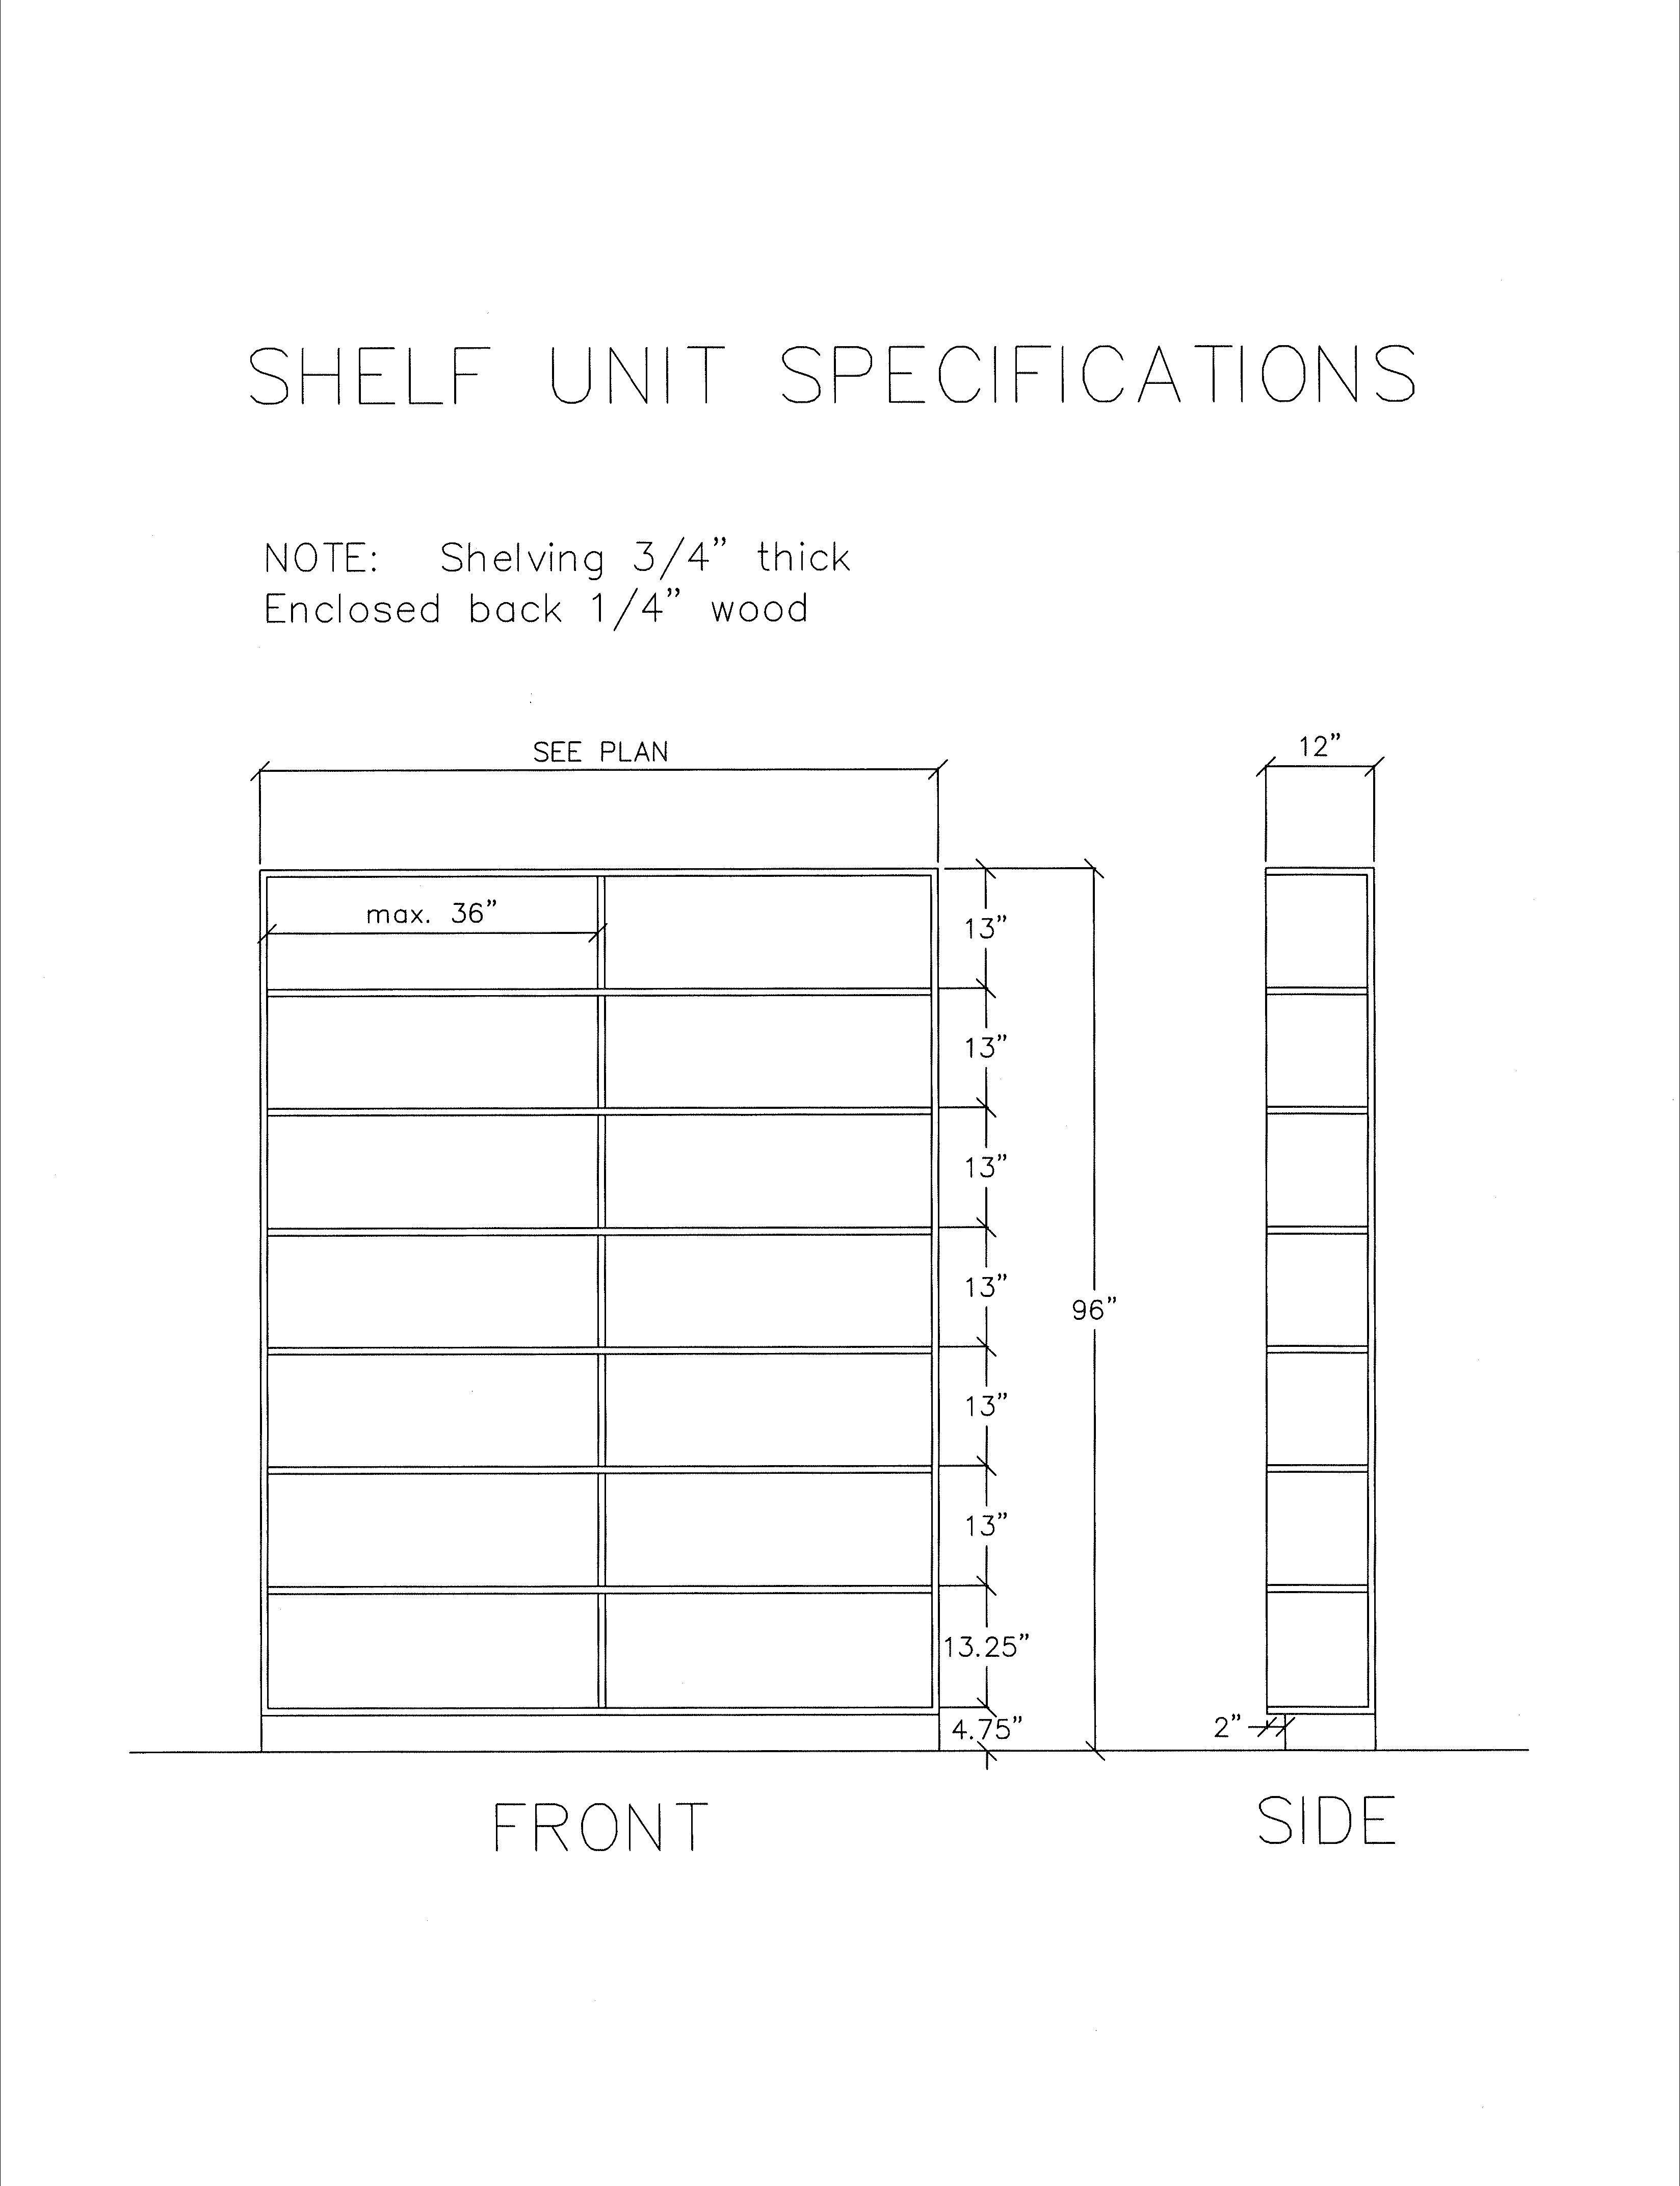 SHELF UNIT SPECIFICATIONS
NOTE: Shelving 3/4” thick
Enclosed back 1/4” wood
SEE PLAN
12”
max. 36”
13”
13”
13”
13”
96”
13”
13”
13.25”
4.75”
2”
FRONT
SIDE